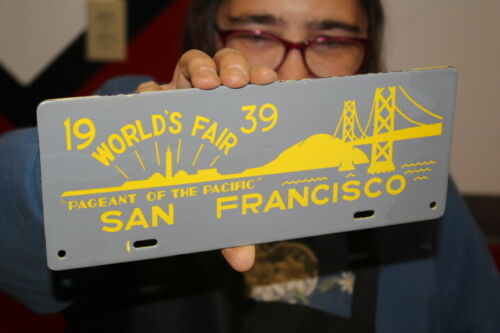 19 WORLD'S FAIR 39
"PAGEANT OF THE PACIFIC"
SAN FRANCISCO